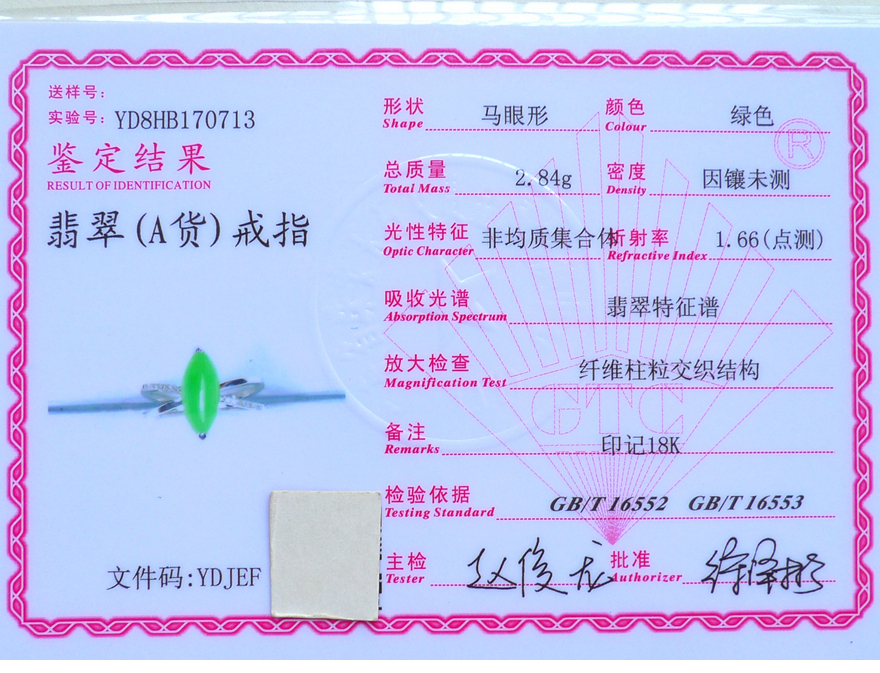 送样号:
实验号: YD8HB170713
鉴定结果
RESULT OF IDENTIFICATION
翡翠(A货)戒指
文件码:YDJEF
形状 马眼形 颜色 绿色
Shape Colour
总质量 2.84g 密度 因镶未测
Total Mass Density
光性特征 非均质集合体 折射率 1.66(点测)
Optic Character Refractive Index
吸收光谱 翡翠特征谱
Absorption Spectrum
放大检查 纤维柱粒交织结构
Magnification Test
GTC
备注 印记18K
Remarks
检验依据 GB/T 16552 GB/T 16553
Testing Standard
主检 赵俊龙 批准
Tester Authorizer
®